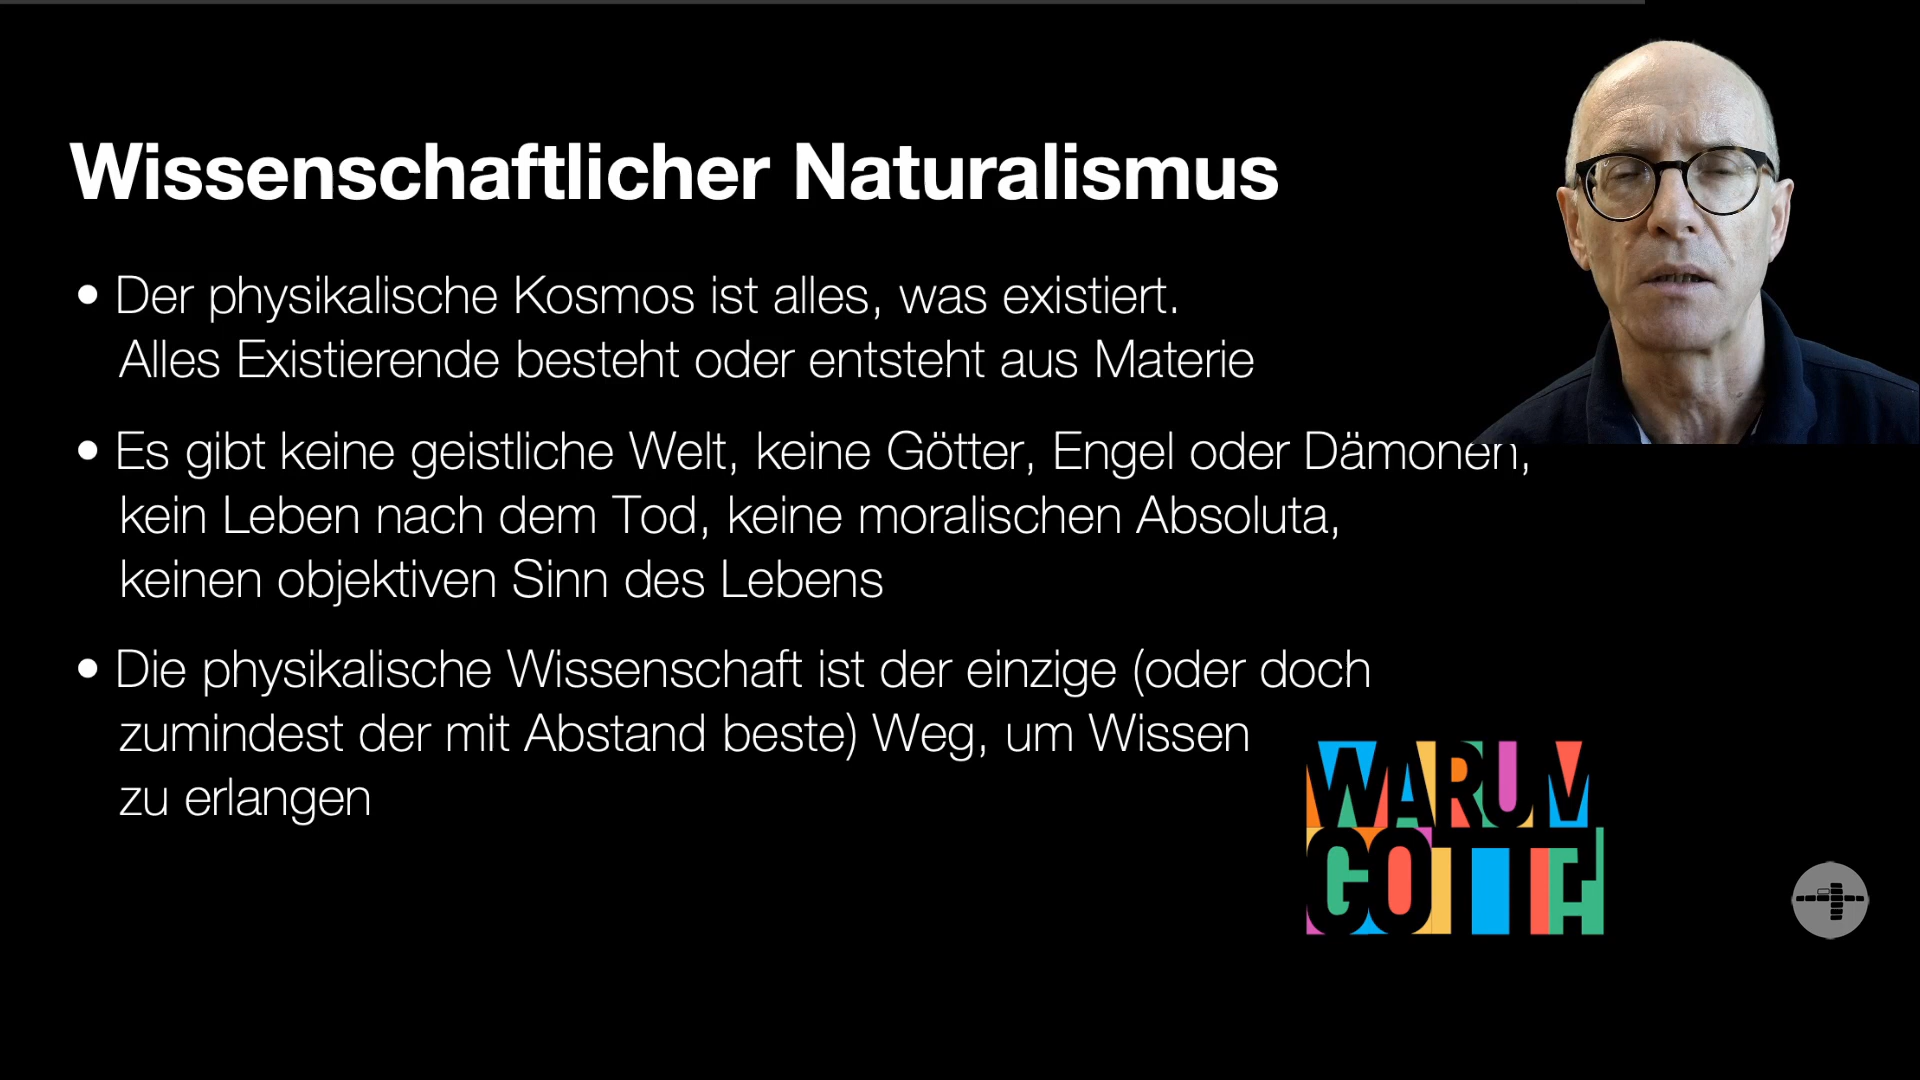 Wissenschaftlicher Naturalismus
• Der physikalische Kosmos ist alles, was existiert.
Alles Existierende besteht oder entsteht aus Materie
• Es gibt keine geistliche Welt, keine Götter, Engel oder Dämonen,
kein Leben nach dem Tod, keine moralischen Absoluta,
keinen objektiven Sinn des Lebens
• Die physikalische Wissenschaft ist der einzige (oder doch
zumindest der mit Abstand beste) Weg, um Wissen
zu erlangen
WARUM
GOTT?